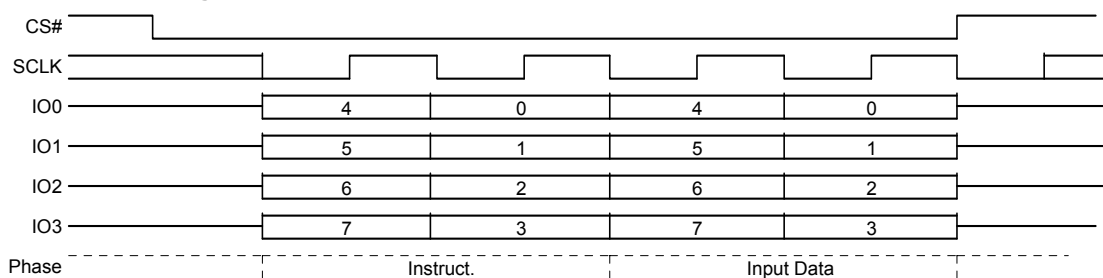 CS#
SCLK
IO0 4 0 4 0
IO1 5 1 5 1
IO2 6 2 6 2
IO3 7 3 7 3
Phase Instruct. Input Data